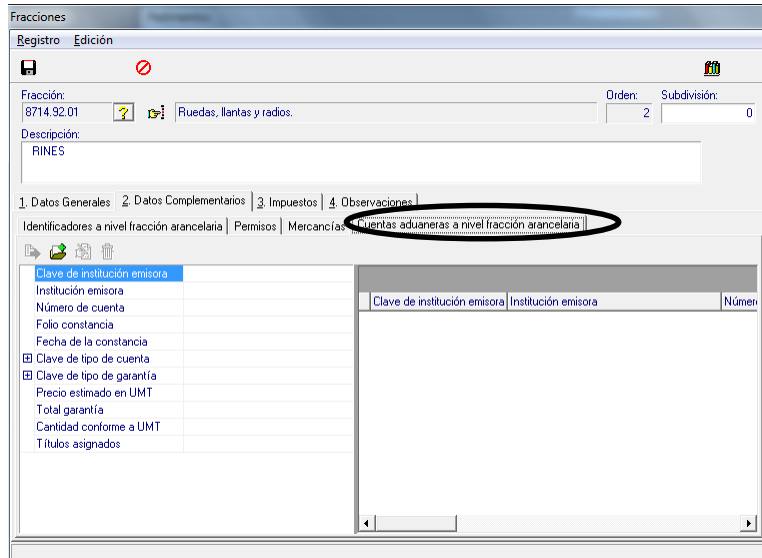 Fracciones
Registro Edición
Fracción: Orden: Subdivisión:
8714.92.01 ? Ruedas, llantas y radios. 2 0
Descripción:
RINES
1. Datos Generales 2. Datos Complementarios 3. Impuestos 4. Observaciones
Identificadores a nivel fracción arancelaria Permisos Mercancías Cuentas aduaneras a nivel fracción arancelaria
Clave de institución emisora
Institución emisora
Número de cuenta
Folio constancia
Fecha de la constancia
Clave de tipo de cuenta
Clave de tipo de garantía
Precio estimado en UMT
Total garantía
Cantidad conforme a UMT
Títulos asignados
Clave de institución emisora Institución emisora Númer